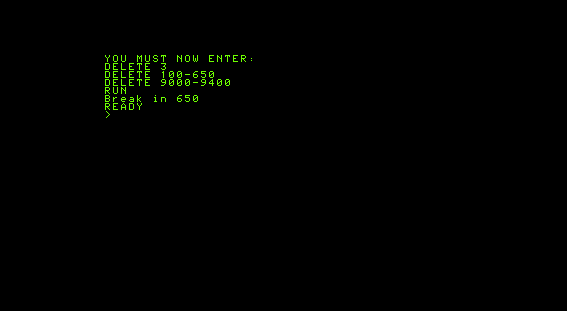 YOU MUST NOW ENTER:
DELETE 3
DELETE 100-650
DELETE 9000-9400
RUN
Break in 650
READY
>